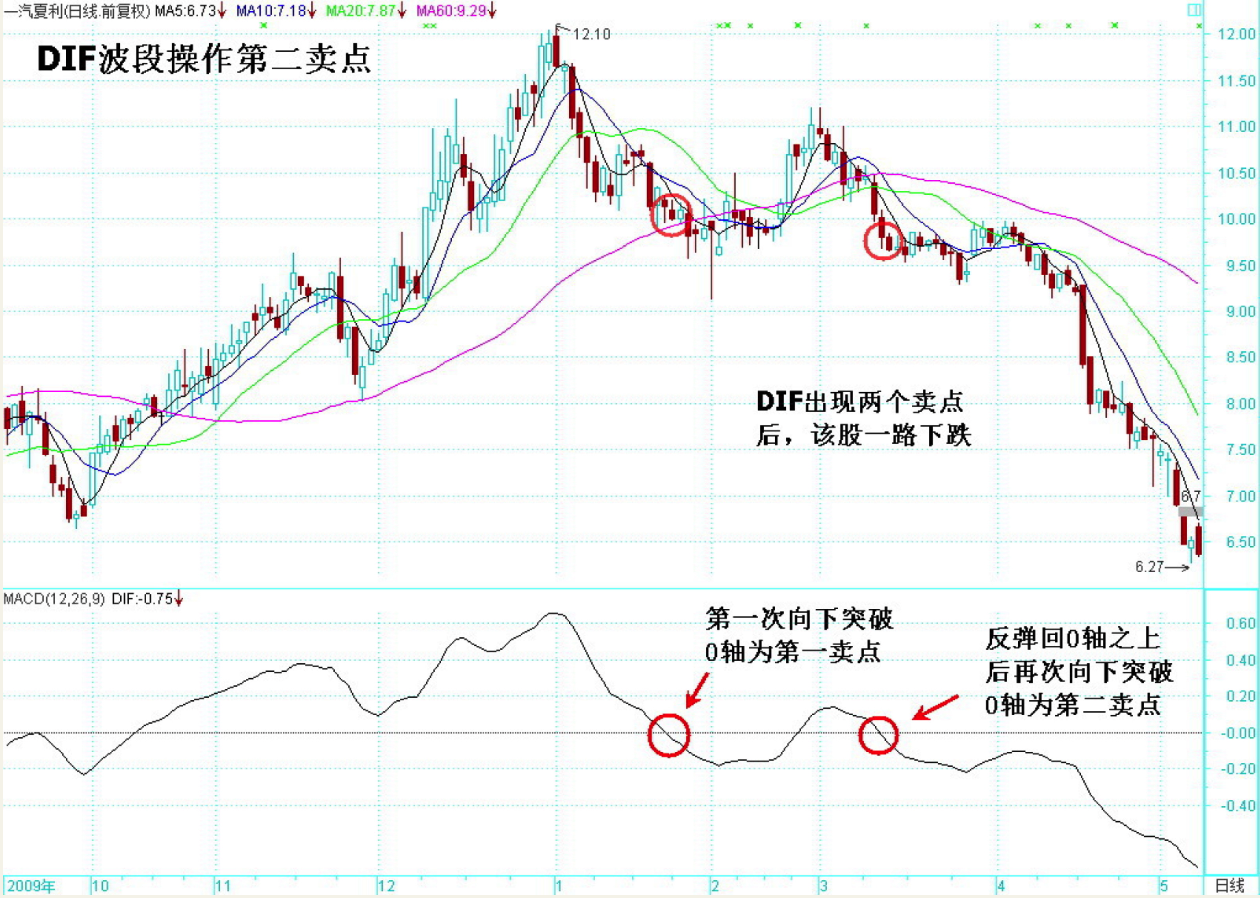 一汽夏利(日线.前复权) MA5:6.73↓ MA10:7.18↓ MA20:7.87↓ MA60:9.29↓
DIF波段操作第二卖点
12.10
12.00
11.50
11.00
10.50
10.00
9.50
9.00
8.50
8.00
7.50
7.00
6.50
DIF出现两个卖点
后，该股一路下跌
6.7
6.27
MACD(12,26,9) DIF:-0.75↓
第一次向下突破
0轴为第一卖点
反弹回0轴之上
后再次向下突破
0轴为第二卖点
0.60
0.40
0.20
-0.00
-0.20
-0.40
2009年 10 11 12 1 2 3 4 5 日线